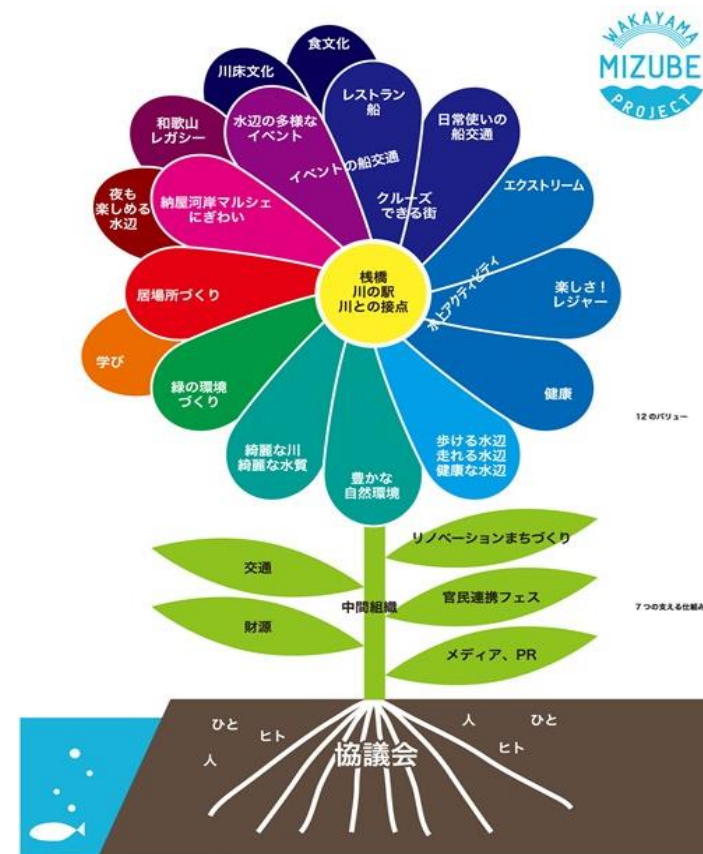 WAKAYAMA
MIZUBE
PROJECT
食文化
川床文化
和歌山
レガシー
夜も
楽しめる
水辺
学び
レストラン
船
日常使いの
船交通
水辺の多様な
イベント
イベントの船交通
クルーズ
できる街
エクストリーム
納屋河岸マルシェ
にぎわい
水上アクティビティ
楽しさ！
レジャー
居場所づくり
桟橋
川の駅
川との接点
緑の環境
づくり
健康
綺麗な川
綺麗な水質
豊かな
自然環境
歩ける水辺
走れる水辺
健康な水辺
12のバリュー
リノベーションまちづくり
交通
中間組織
官民連携フェス
財源
メディア、PR
7つの支える仕組み
ひと
ヒト
人
協議会
人
ひと
ヒト